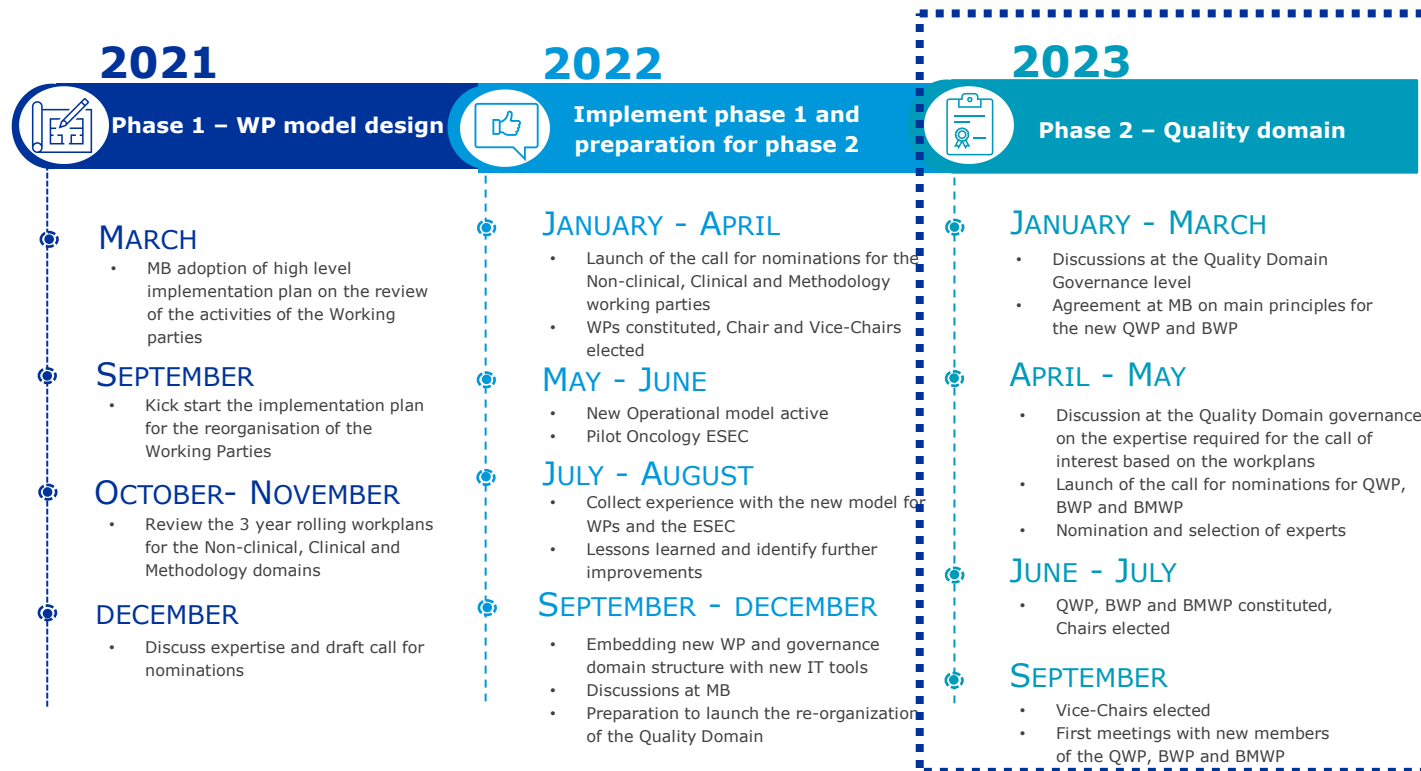 2021
Phase 1 – WP model design
MARCH
• MB adoption of high level
implementation plan on the review
of the activities of the Working
parties
SEPTEMBER
• Kick start the implementation plan
for the reorganisation of the
Working Parties
OCTOBER- NOVEMBER
• Review the 3 year rolling workplans
for the Non-clinical, Clinical and
Methodology domains
DECEMBER
• Discuss expertise and draft call for
nominations
2022
Implement phase 1 and
preparation for phase 2
JANUARY - APRIL
• Launch of the call for nominations for the
Non-clinical, Clinical and Methodology
working parties
• WPs constituted, Chair and Vice-Chairs
elected
MAY - JUNE
• New Operational model active
• Pilot Oncology ESEC
JULY - AUGUST
• Collect experience with the new model for
WPs and the ESEC
• Lessons learned and identify further
improvements
SEPTEMBER - DECEMBER
• Embedding new WP and governance
domain structure with new IT tools
• Discussions at MB
• Preparation to launch the re-organization
of the Quality Domain
2023
Phase 2 – Quality domain
JANUARY - MARCH
• Discussions at the Quality Domain
Governance level
• Agreement at MB on main principles for
the new QWP and BWP
APRIL - MAY
• Discussion at the Quality Domain governance
on the expertise required for the call of
interest based on the workplans
• Launch of the call for nominations for QWP,
BWP and BMWP
• Nomination and selection of experts
JUNE - JULY
• QWP, BWP and BMWP constituted,
Chairs elected
SEPTEMBER
• Vice-Chairs elected
• First meetings with new members
of the QWP, BWP and BMWP